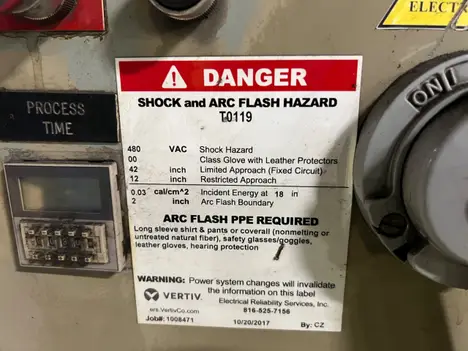 ELECTRI
PROCESS
TIME
ON
DANGER
SHOCK and ARC FLASH HAZARD
T0119
480 VAC Shock Hazard
00 Class Glove with Leather Protectors
42 inch Limited Approach (Fixed Circuit)
12 inch Restricted Approach
0.03 cal/cm^2 Incident Energy at 18 in
2 inch Arc Flash Boundary
ARC FLASH PPE REQUIRED
Long sleeve shirt & pants or coverall (nonmelting or
untreated natural fiber), safety glasses/goggles,
leather gloves, hearing protection
WARNING: Power system changes will invalidate
the information on this label
VERTIV. Electrical Reliability Services, Inc.
ers.VertivCo.com 816-525-7156
Job#: 1008471 10/20/2017 By: CZ